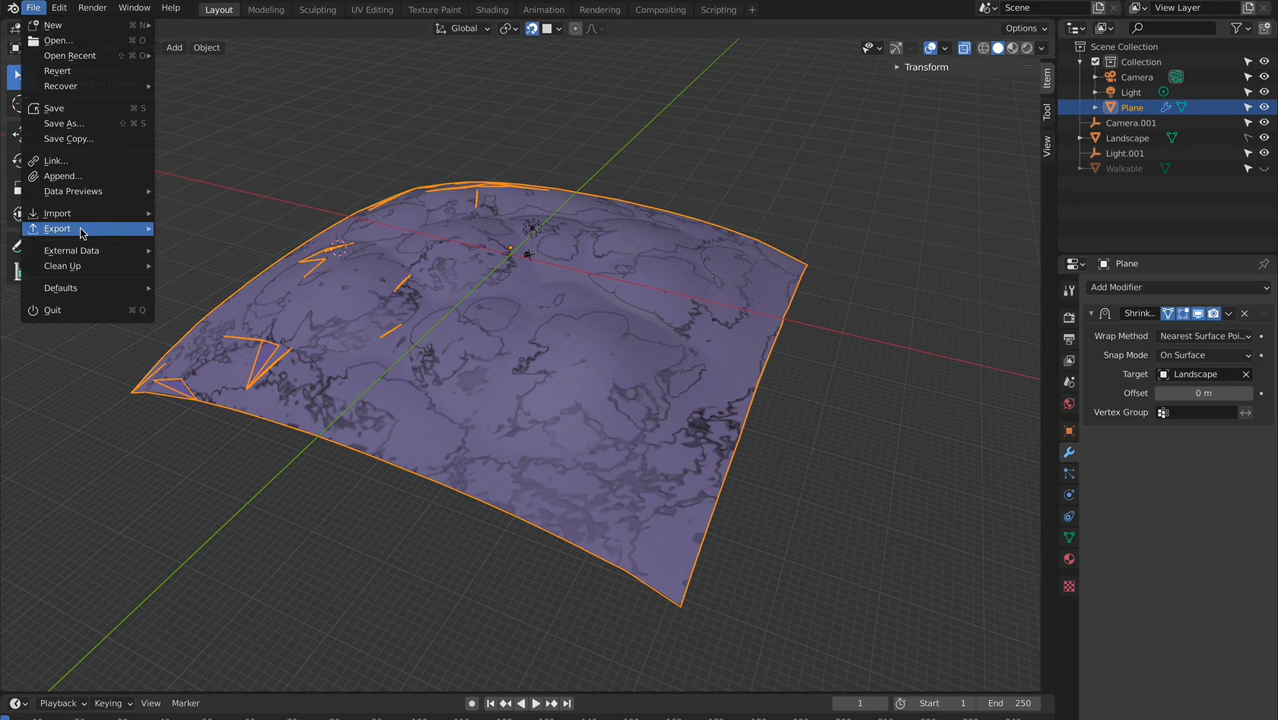 File Edit Render Window Help
Layout Modeling Sculpting UV Editing Texture Paint Shading Animation Rendering Compositing Scripting +
Scene
View Layer
New ⌘ N
Open... ⌘ O
Open Recent ⇧ ⌘ O
Revert
Recover
Save ⌘ S
Save As... ⇧ ⌘ S
Save Copy...
Link...
Append...
Data Previews
Import
Export
External Data
Clean Up
Defaults
Quit ⌘ Q
Add Object
Global
Options
Transform
Item
Tool
View
Scene Collection
Collection
Camera
Light
Plane
Camera.001
Landscape
Light.001
Walkable
Plane
Add Modifier
Shrink..
Wrap Method Nearest Surface Poi..
Snap Mode On Surface
Target Landscape
Offset 0 m
Vertex Group
Playback Keying View Marker
1
Start 1
End 250